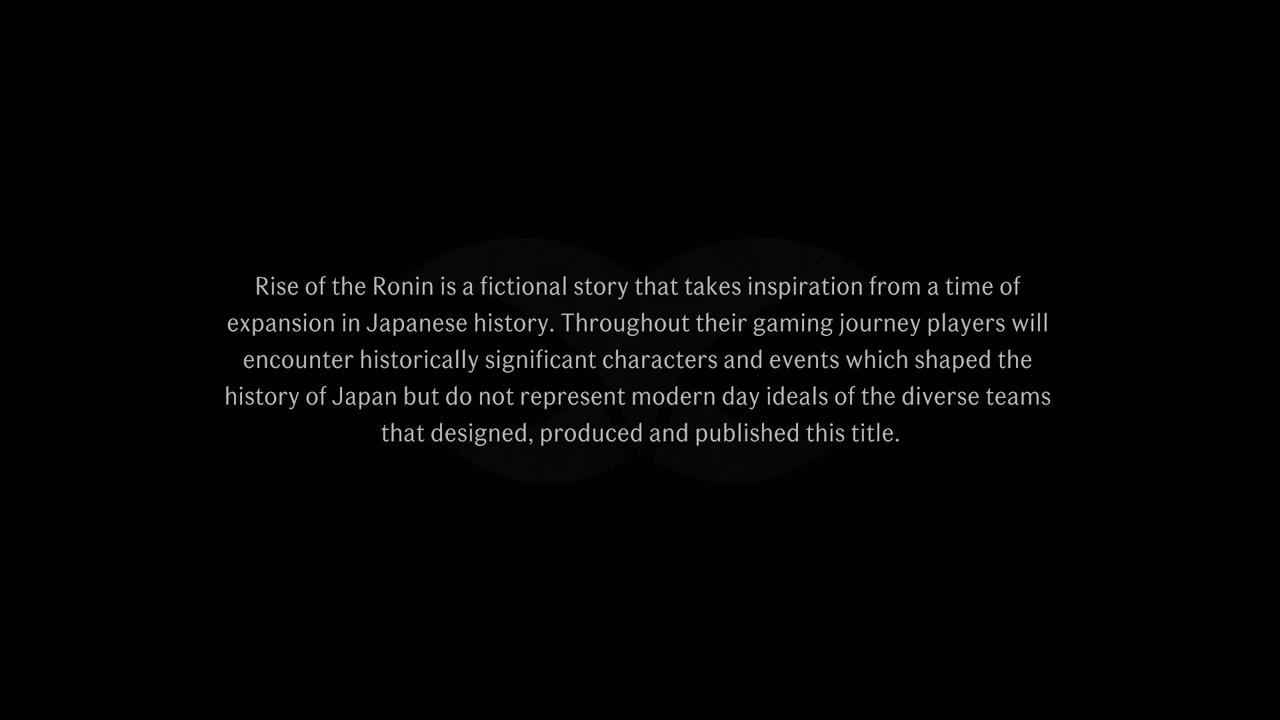 Rise of the Ronin is a fictional story that takes inspiration from a time of
expansion in Japanese history. Throughout their gaming journey players will
encounter historically significant characters and events which shaped the
history of Japan but do not represent modern day ideals of the diverse teams
that designed, produced and published this title.